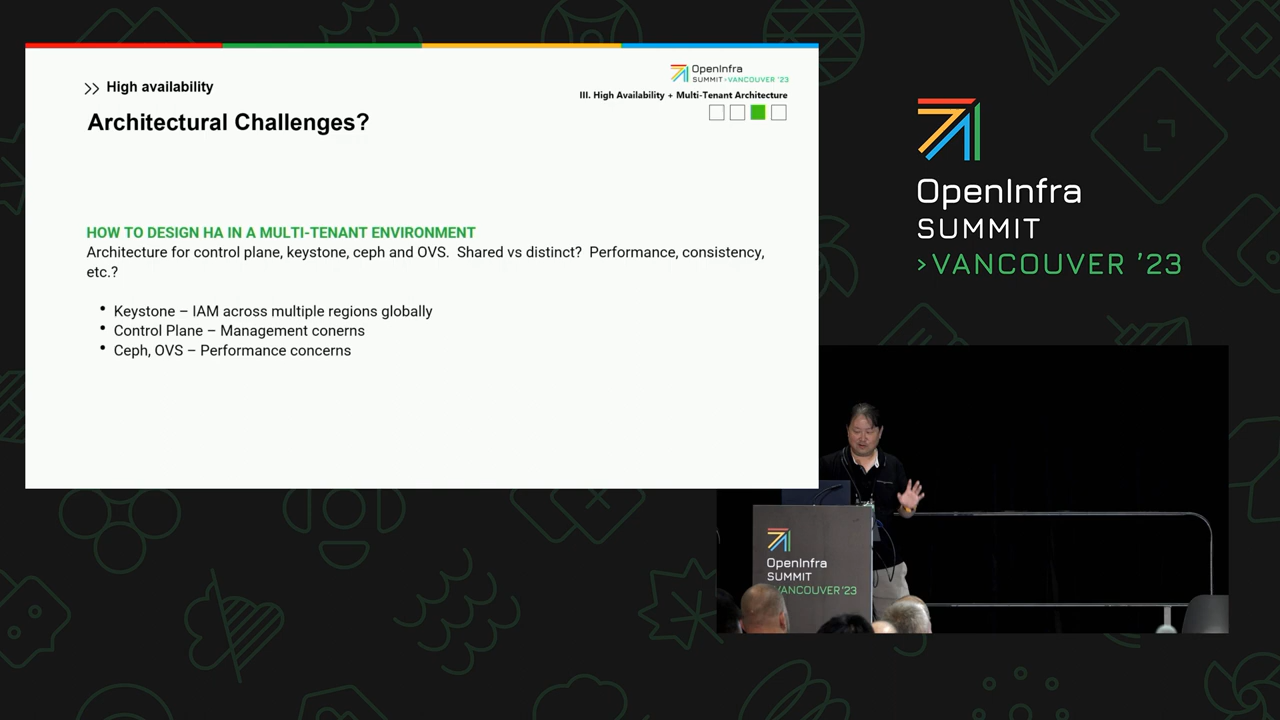 >> High availability
Architectural Challenges?
OpenInfra
SUMMIT >VANCOUVER '23
III. High Availability + Multi-Tenant Architecture
HOW TO DESIGN HA IN A MULTI-TENANT ENVIRONMENT
Architecture for control plane, keystone, ceph and OVS. Shared vs distinct? Performance, consistency,
etc.?
• Keystone – IAM across multiple regions globally
• Control Plane – Management conerns
• Ceph, OVS – Performance concerns
OpenInfra
SUMMIT
>VANCOUVER '23
OpenInfra
SUMMIT
VANCOUVER '23